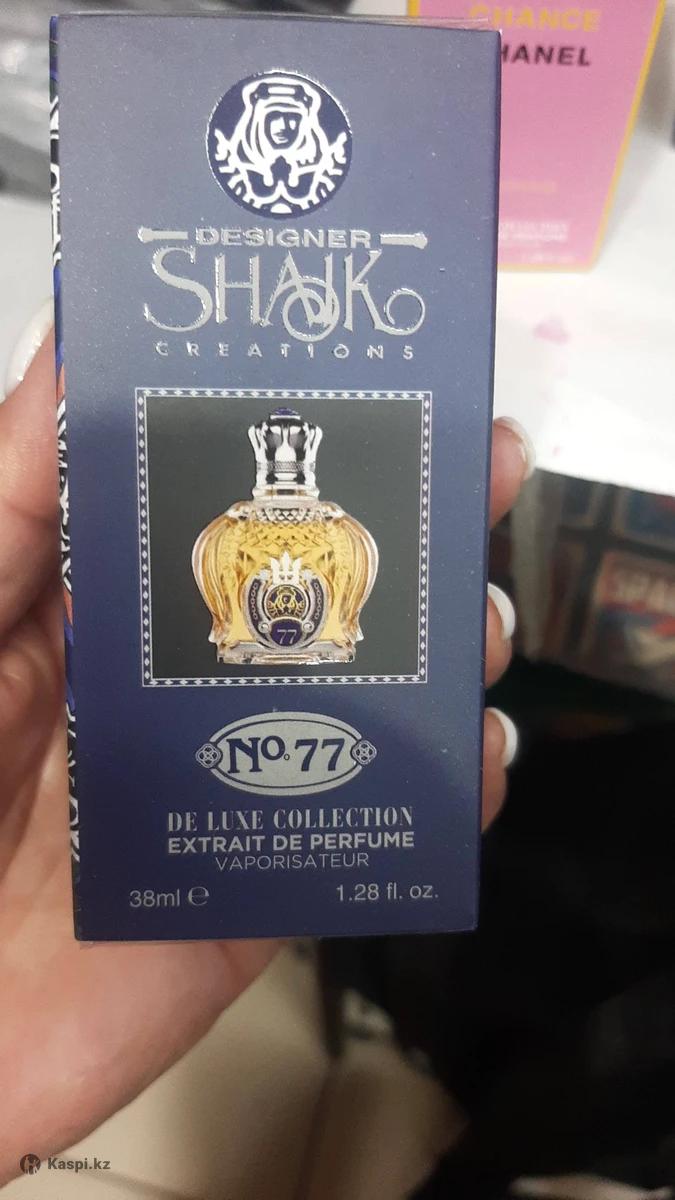 CHANCE
HANEL
DESIGNER
SHAIK
CREATIONS
77
No. 77
DE LUXE COLLECTION
EXTRAIT DE PERFUME
VAPORISATEUR
38ml e
1.28 fl. oz.
Kaspi.kz